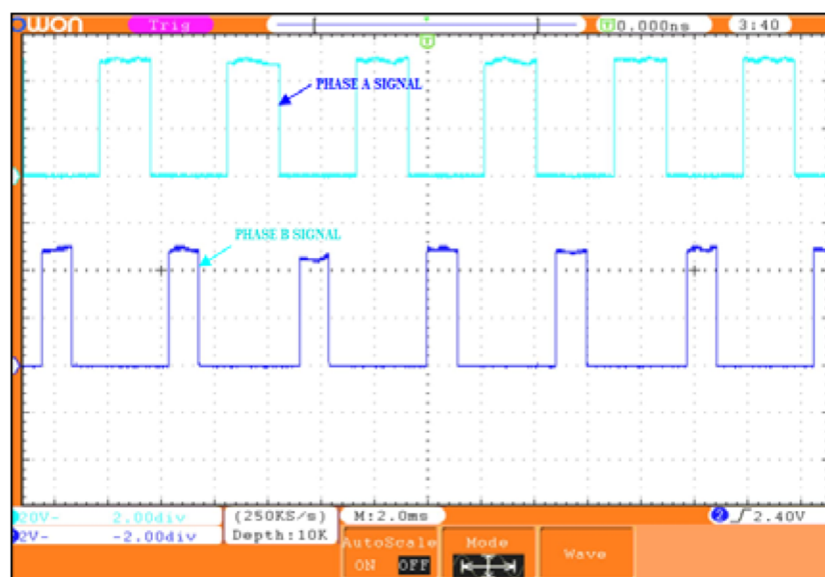 OWON Trig T 0.000ns 3:40
T
PHASE A SIGNAL
PHASE B SIGNAL
20V~ 2.00div (250KS/s) M:2.0ms 2 2.40V
2V~ -2.00div Depth:10K
AutoScale Mode Wave
ON OFF